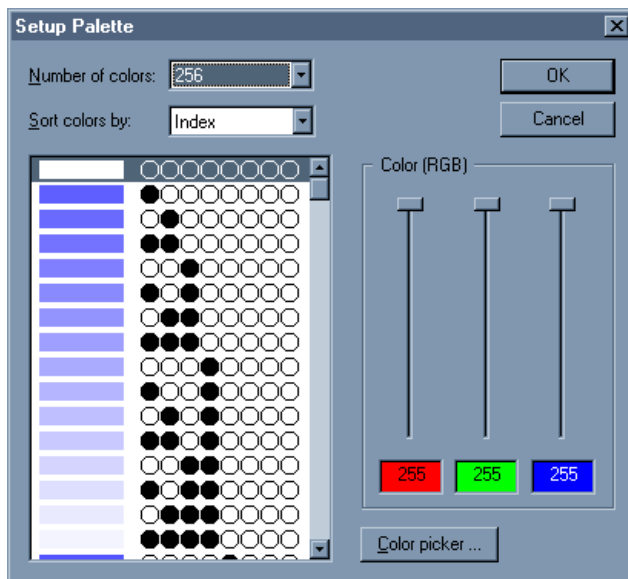 Setup Palette
Number of colors: 256
OK
Sort colors by: Index
Cancel
Color (RGB)
255 255 255
Color picker ...